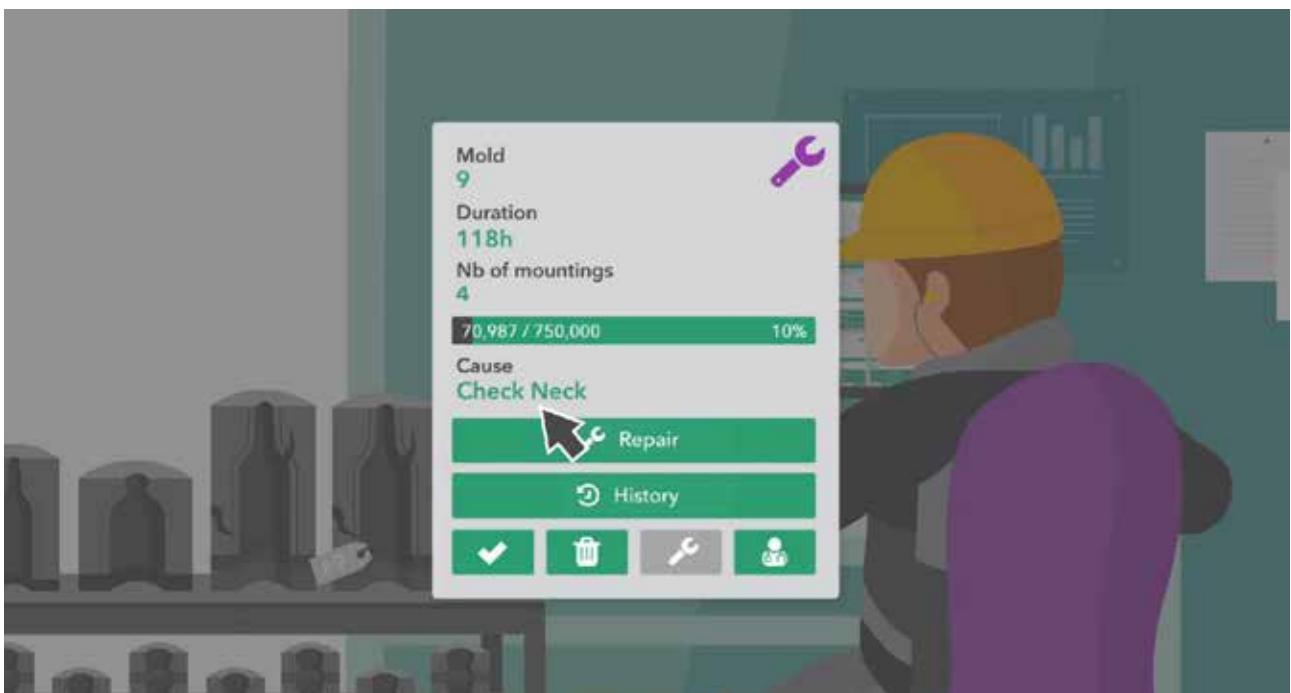 Mold
9
Duration
118h
Nb of mountings
4
70,987 / 750,000 10%
Cause
Check Neck
Repair
History